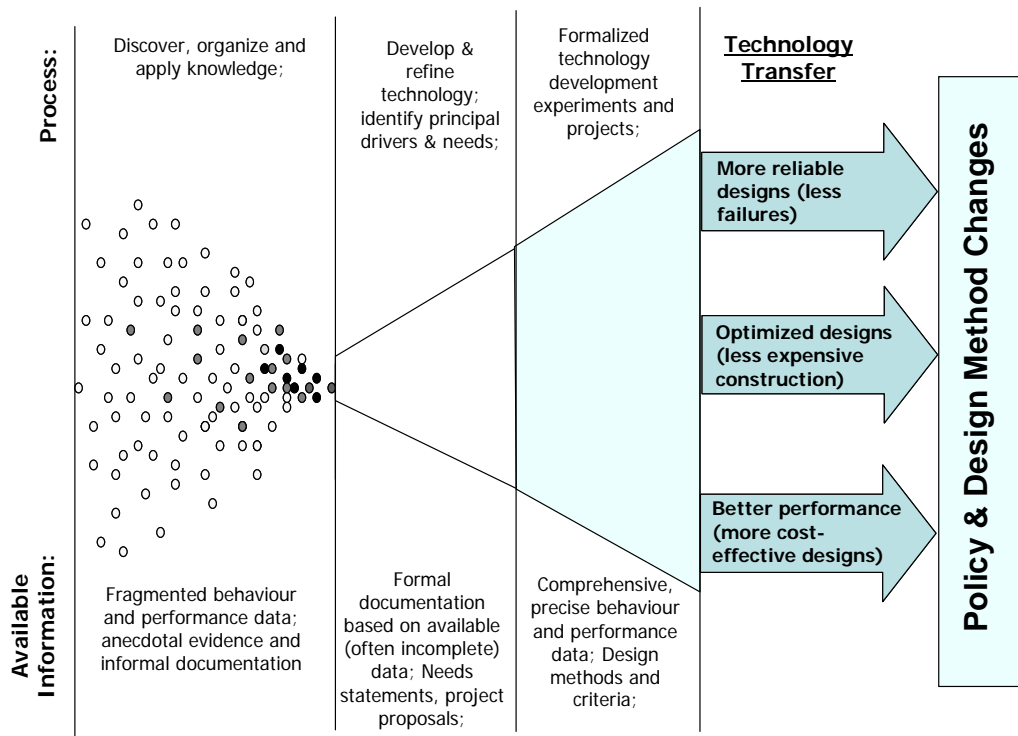 Process:
Discover, organize and
apply knowledge;
Develop &
refine
technology;
identify principal
drivers & needs;
Formalized
technology
development
experiments and
projects;
Technology
Transfer
More reliable
designs (less
failures)
Optimized designs
(less expensive
construction)
Better performance
(more cost-
effective designs)
Policy & Design Method Changes
Available
Information:
Fragmented behaviour
and performance data;
anecdotal evidence and
informal documentation
Formal
documentation
based on available
(often incomplete)
data; Needs
statements, project
proposals;
Comprehensive,
precise behaviour
and performance
data; Design
methods and
criteria;